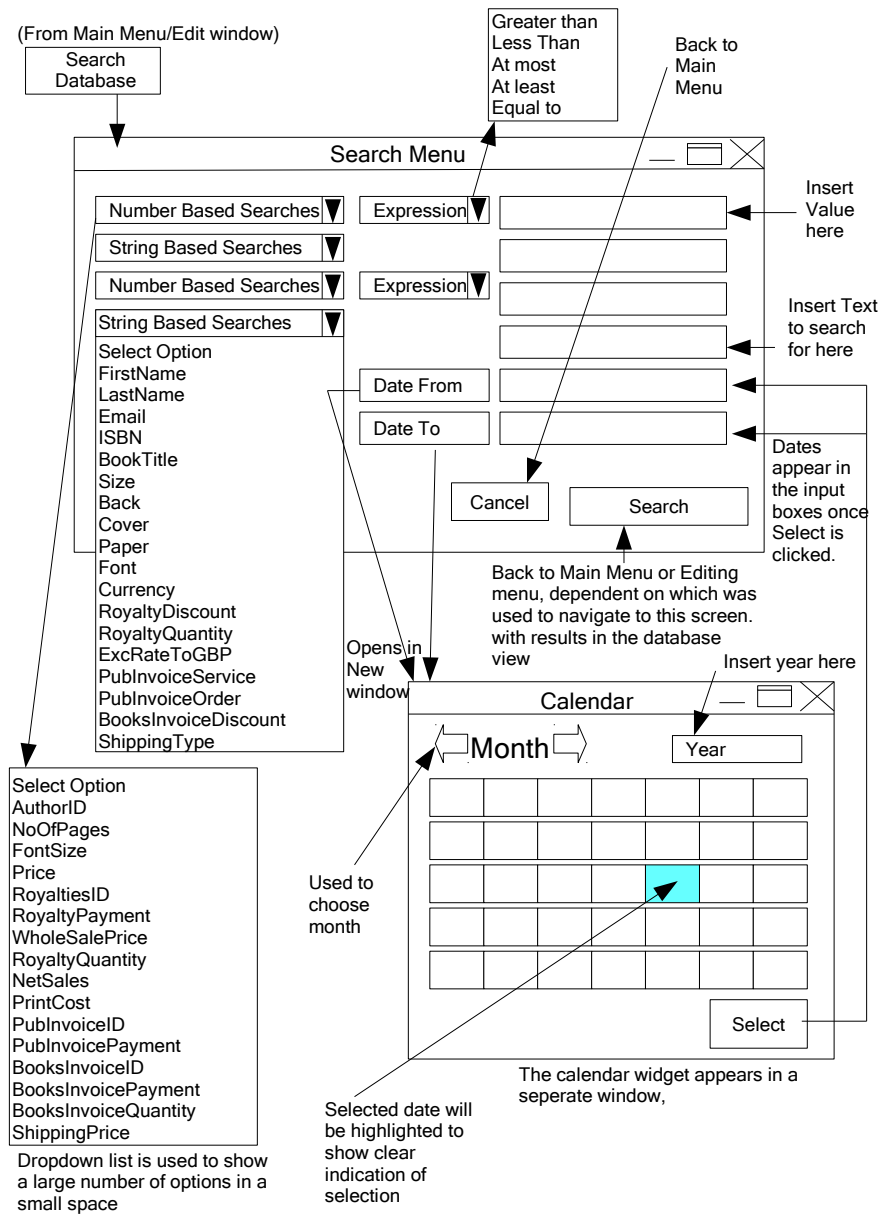 (From Main Menu/Edit window)
Search
Database
Greater than
Less Than
At most
At least
Equal to
Back to
Main
Menu
Search Menu
Number Based Searches
Expression
Insert
Value
here
String Based Searches
Number Based Searches
Expression
String Based Searches
Insert Text
to search
for here
Select Option
FirstName
LastName
Email
ISBN
BookTitle
Size
Back
Cover
Paper
Font
Currency
RoyaltyDiscount
RoyaltyQuantity
ExcRateToGBP
PubInvoiceService
PubInvoiceOrder
BooksInvoiceDiscount
ShippingType
Date From
Date To
Dates
appear in
the input
boxes once
Select is
clicked.
Cancel
Search
Back to Main Menu or Editing
menu, dependent on which was
used to navigate to this screen.
with results in the database
view
Opens in
New
window
Insert year here
Calendar
Month
Year
Used to
choose
month
Select
The calendar widget appears in a
seperate window,
Selected date will
be highlighted to
show clear
indication of
selection
Select Option
AuthorID
NoOfPages
FontSize
Price
RoyaltiesID
RoyaltyPayment
WholeSalePrice
RoyaltyQuantity
NetSales
PrintCost
PubInvoiceID
PubInvoicePayment
BooksInvoiceID
BooksInvoicePayment
BooksInvoiceQuantity
ShippingPrice
Dropdown list is used to show
a large number of options in a
small space